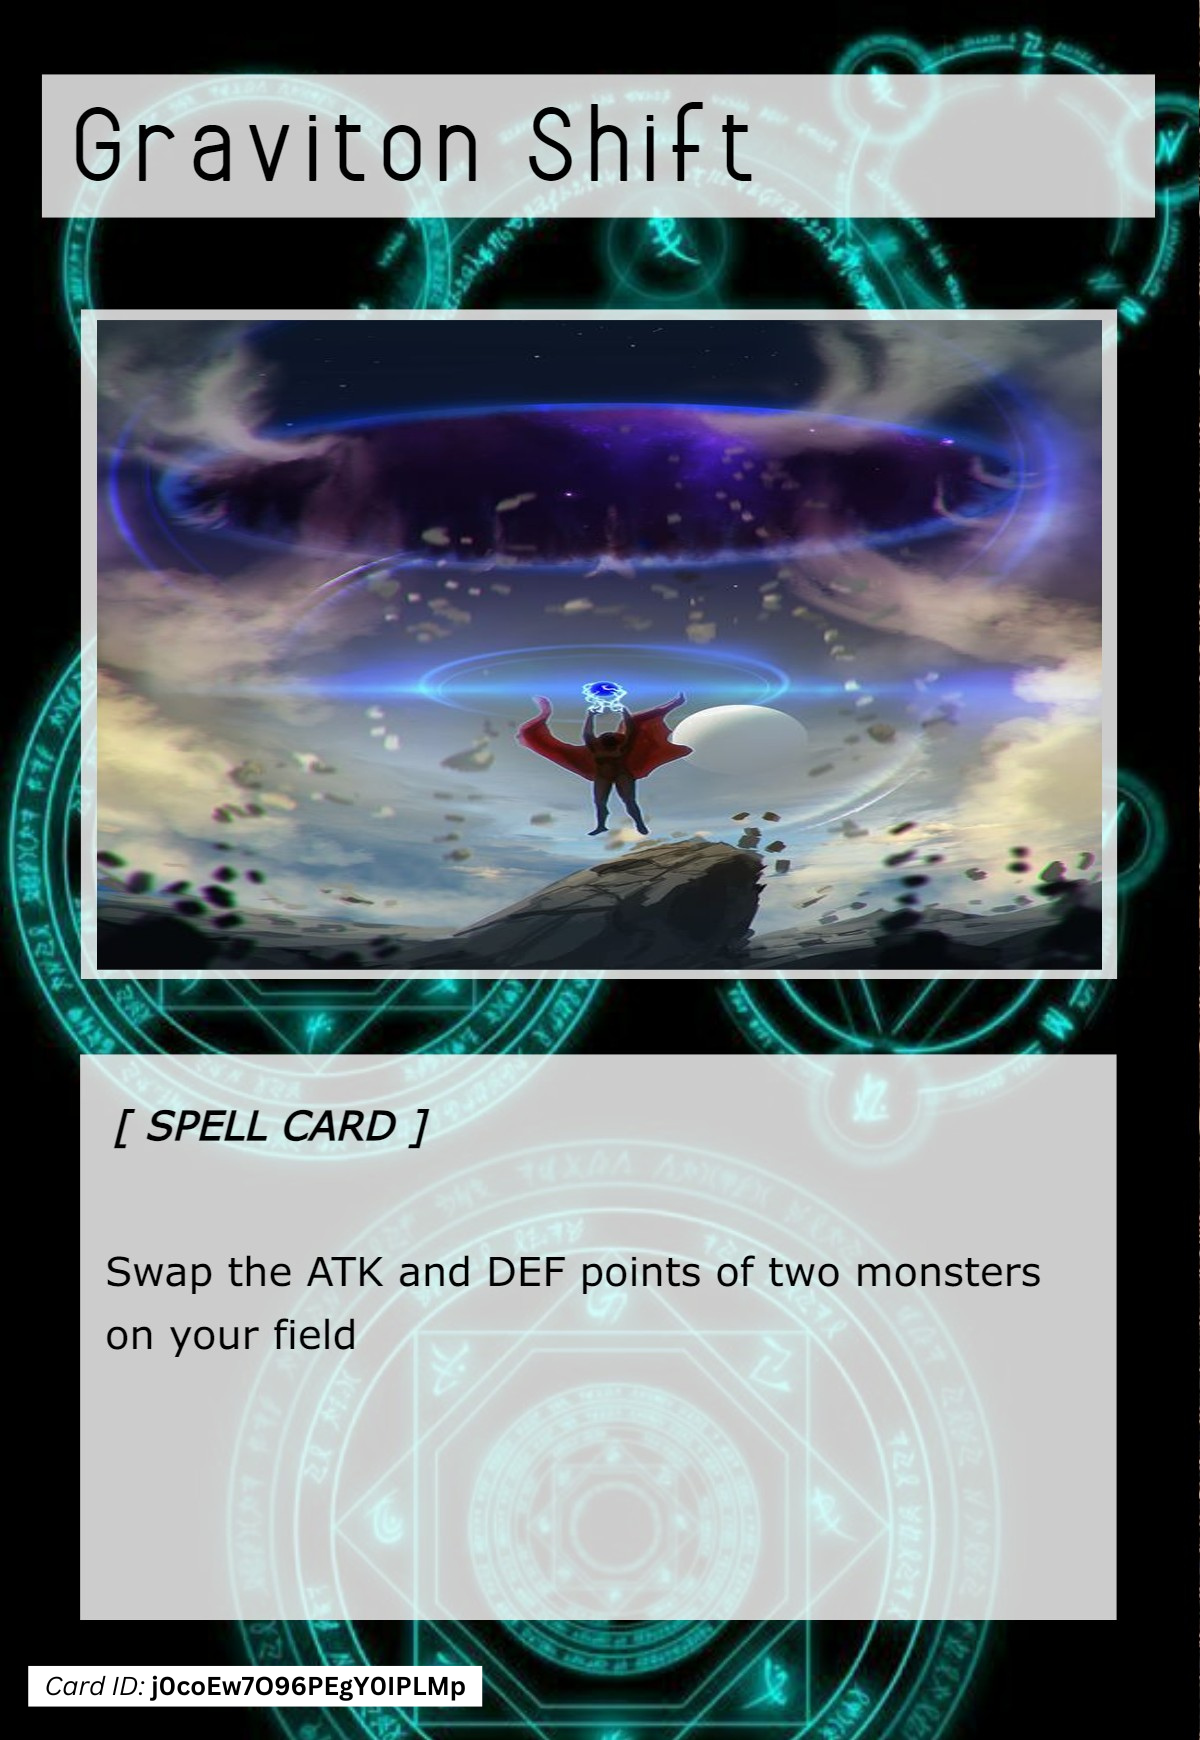 Graviton Shift
[ SPELL CARD ]
Swap the ATK and DEF points of two monsters
on your field
Card ID: j0coEw7O96PEgY0IPLMp